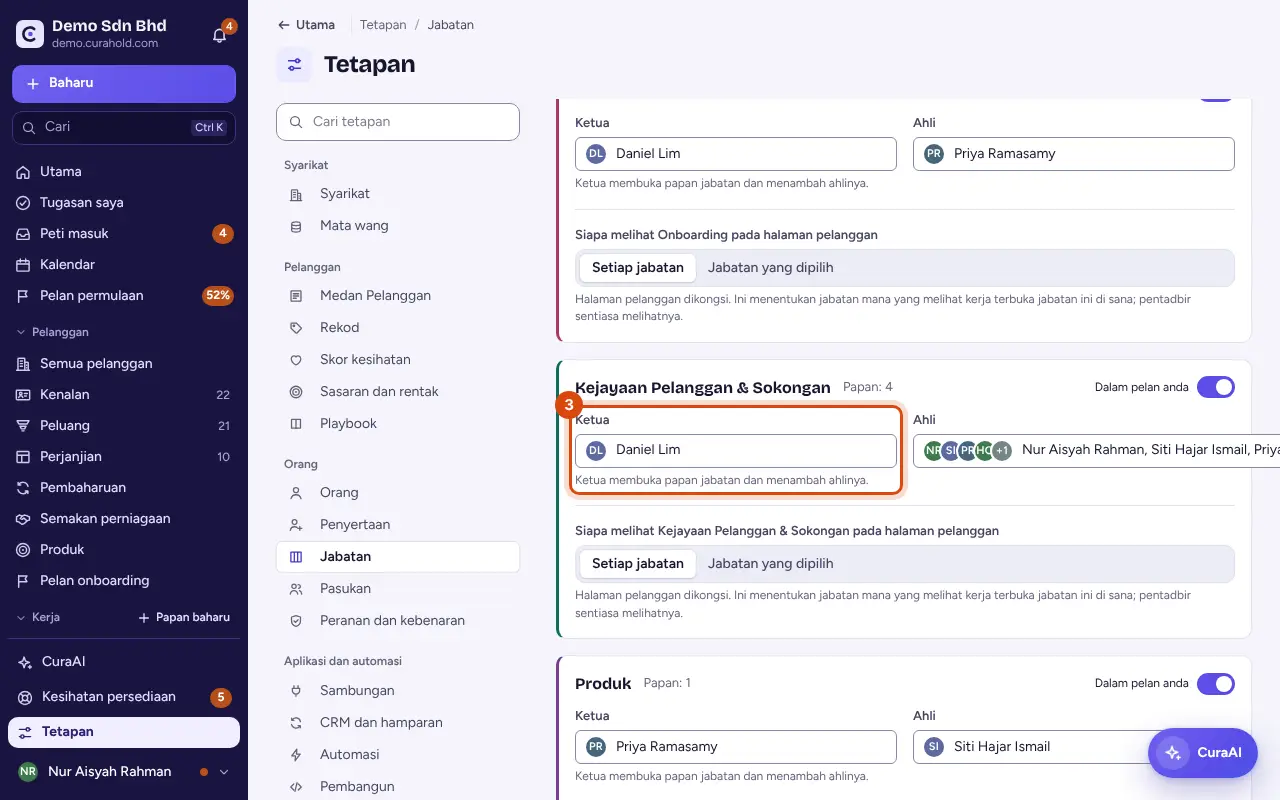 Demo Sdn Bhd
demo.curahold.com
4
Baharu
Cari
Ctrl K
Utama
Tugasan saya
Peti masuk
4
Kalendar
Pelan permulaan
52%
Pelanggan
Semua pelanggan
Kenalan
22
Peluang
21
Perjanjian
10
Pembaharuan
Semakan perniagaan
Produk
Pelan onboarding
Kerja
Papan baharu
CuraAI
Kesihatan persediaan
5
Tetapan
NR
Nur Aisyah Rahman
Utama
Tetapan / Jabatan
Tetapan
Cari tetapan
Syarikat
Syarikat
Mata wang
Pelanggan
Medan Pelanggan
Rekod
Skor kesihatan
Sasaran dan rentak
Playbook
Orang
Orang
Penyertaan
Jabatan
Pasukan
Peranan dan kebenaran
Aplikasi dan automasi
Sambungan
CRM dan hamparan
Automasi
Pembangun
Ketua
Ahli
DL Daniel Lim
PR Priya Ramasamy
Ketua membuka papan jabatan dan menambah ahlinya.
Siapa melihat Onboarding pada halaman pelanggan
Setiap jabatan
Jabatan yang dipilih
Halaman pelanggan dikongsi. Ini menentukan jabatan mana yang melihat kerja terbuka jabatan ini di sana; pentadbir
sentiasa melihatnya.
Kejayaan Pelanggan & Sokongan
Papan: 4
Dalam pelan anda
3
Ketua
Ahli
DL Daniel Lim
NR SI PR HO +1 Nur Aisyah Rahman, Siti Hajar Ismail, Priya
Ketua membuka papan jabatan dan menambah ahlinya.
Siapa melihat Kejayaan Pelanggan & Sokongan pada halaman pelanggan
Setiap jabatan
Jabatan yang dipilih
Halaman pelanggan dikongsi. Ini menentukan jabatan mana yang melihat kerja terbuka jabatan ini di sana; pentadbir
sentiasa melihatnya.
Produk
Papan: 1
Dalam pelan anda
Ketua
Ahli
PR Priya Ramasamy
SI Siti Hajar Ismail
Ketua membuka papan jabatan dan menambah ahlinya.
CuraAI